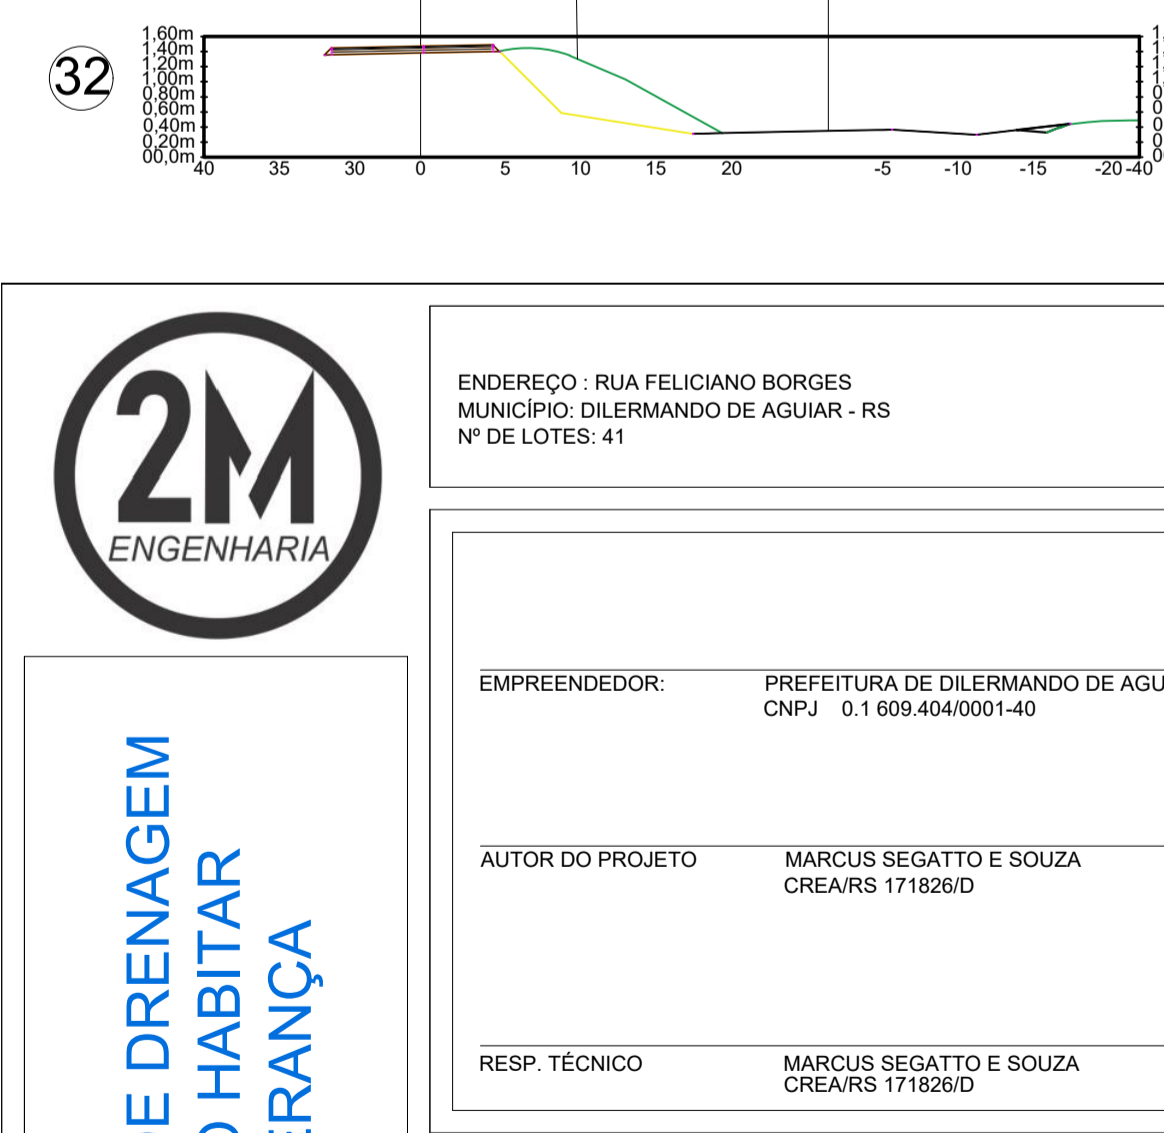 32
1,60m
1,40m
1,20m
1,00m
0,80m
0,60m
0,40m
0,20m
00,0m
40 35 30 0 5 10 15 20 -5 -10 -15 -20 -40
2M
ENGENHARIA
ENDEREÇO : RUA FELICIANO BORGES
MUNICÍPIO: DILERMANDO DE AGUIAR - RS
Nº DE LOTES: 41
EMPREENDEDOR: PREFEITURA DE DILERMANDO DE AGU
CNPJ 0.1 609.404/0001-40
AUTOR DO PROJETO MARCUS SEGATTO E SOUZA
CREA/RS 171826/D
RESP. TÉCNICO MARCUS SEGATTO E SOUZA
CREA/RS 171826/D
DE DRENAGEM
O HABITAR
ERANÇA